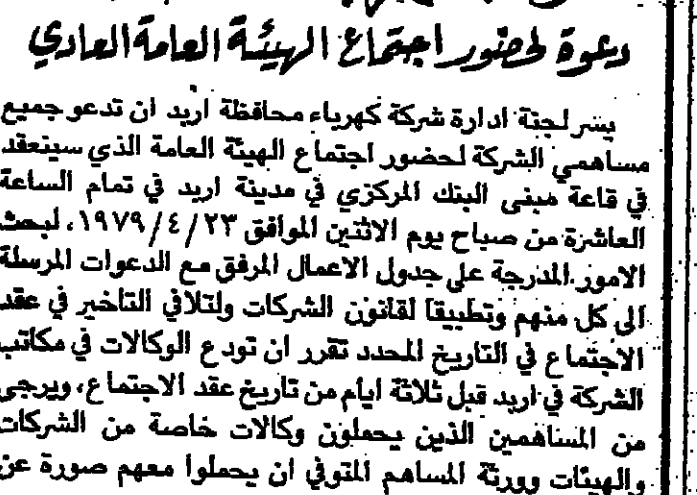 دعوة لحضور اجتماع الهيئة العامة العادي
يسر لجنة ادارة شركة كهرباء محافظة اربد ان تدعو جميع
مساهمي الشركة لحضور اجتماع الهيئة العامة الذي سينعقد
في قاعة مبنى البنك المركزي في مدينة اربد في تمام الساعة
العاشرة من صباح يوم الاثنين الموافق ٢٣ / ٤ / ١٩٧٩، لبحث
الامور المدرجة على جدول الاعمال المرفق مع الدعوات المرسلة
الى كل منهم وتطبيقا لقانون الشركات ولتلافي التاخير في عقد
الاجتماع في التاريخ المحدد تقرر ان تودع الوكالات في مكاتب
الشركة في اربد قبل ثلاثة ايام من تاريخ عقد الاجتماع، ويرجى
من المساهمين الذين يحملون وكالات خاصة من الشركات
والهيئات وورثة المساهم المتوفي ان يحملوا معهم صورة عن